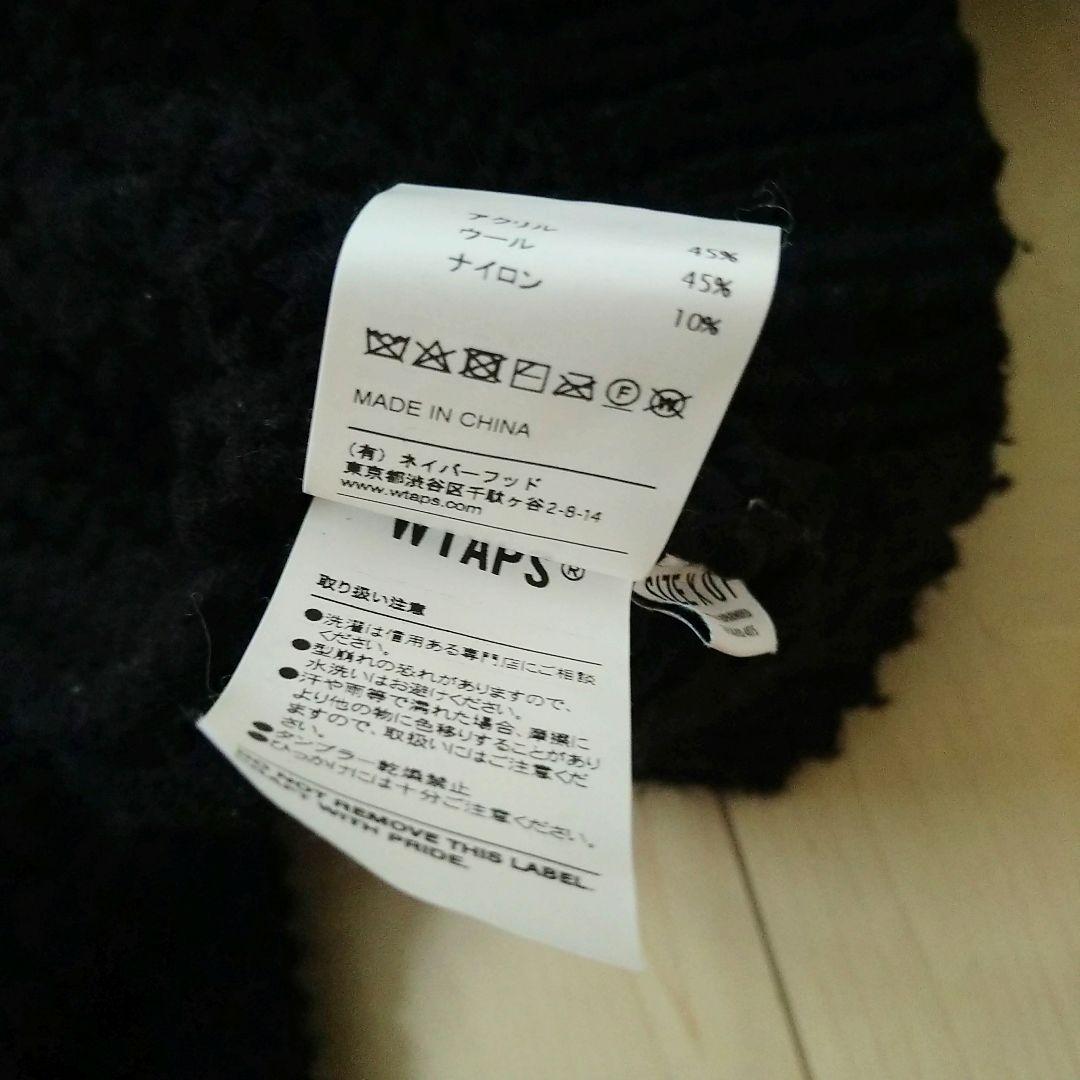 アクリル 45%
ウール 45%
ナイロン 10%
F
W
MADE IN CHINA
(有) ネイバーフッド
東京都渋谷区千駄ヶ谷2-8-14
www.wtaps.com
WTAPS®
取り扱い注意
●洗濯は信用ある専門店にご相談
ください。
●型崩れの恐れがありますので、
水洗いはお避けください。
●汗や雨等で濡れた場合、摩擦に
より他の物に色移りすることがあり
ますので、取扱いにはご注意くだ
さい。
●タンブラー乾燥禁止
●ひっかけには十分ご注意ください。
DO NOT REMOVE THIS LABEL.
WITH PRIDE.
SIZE X 01